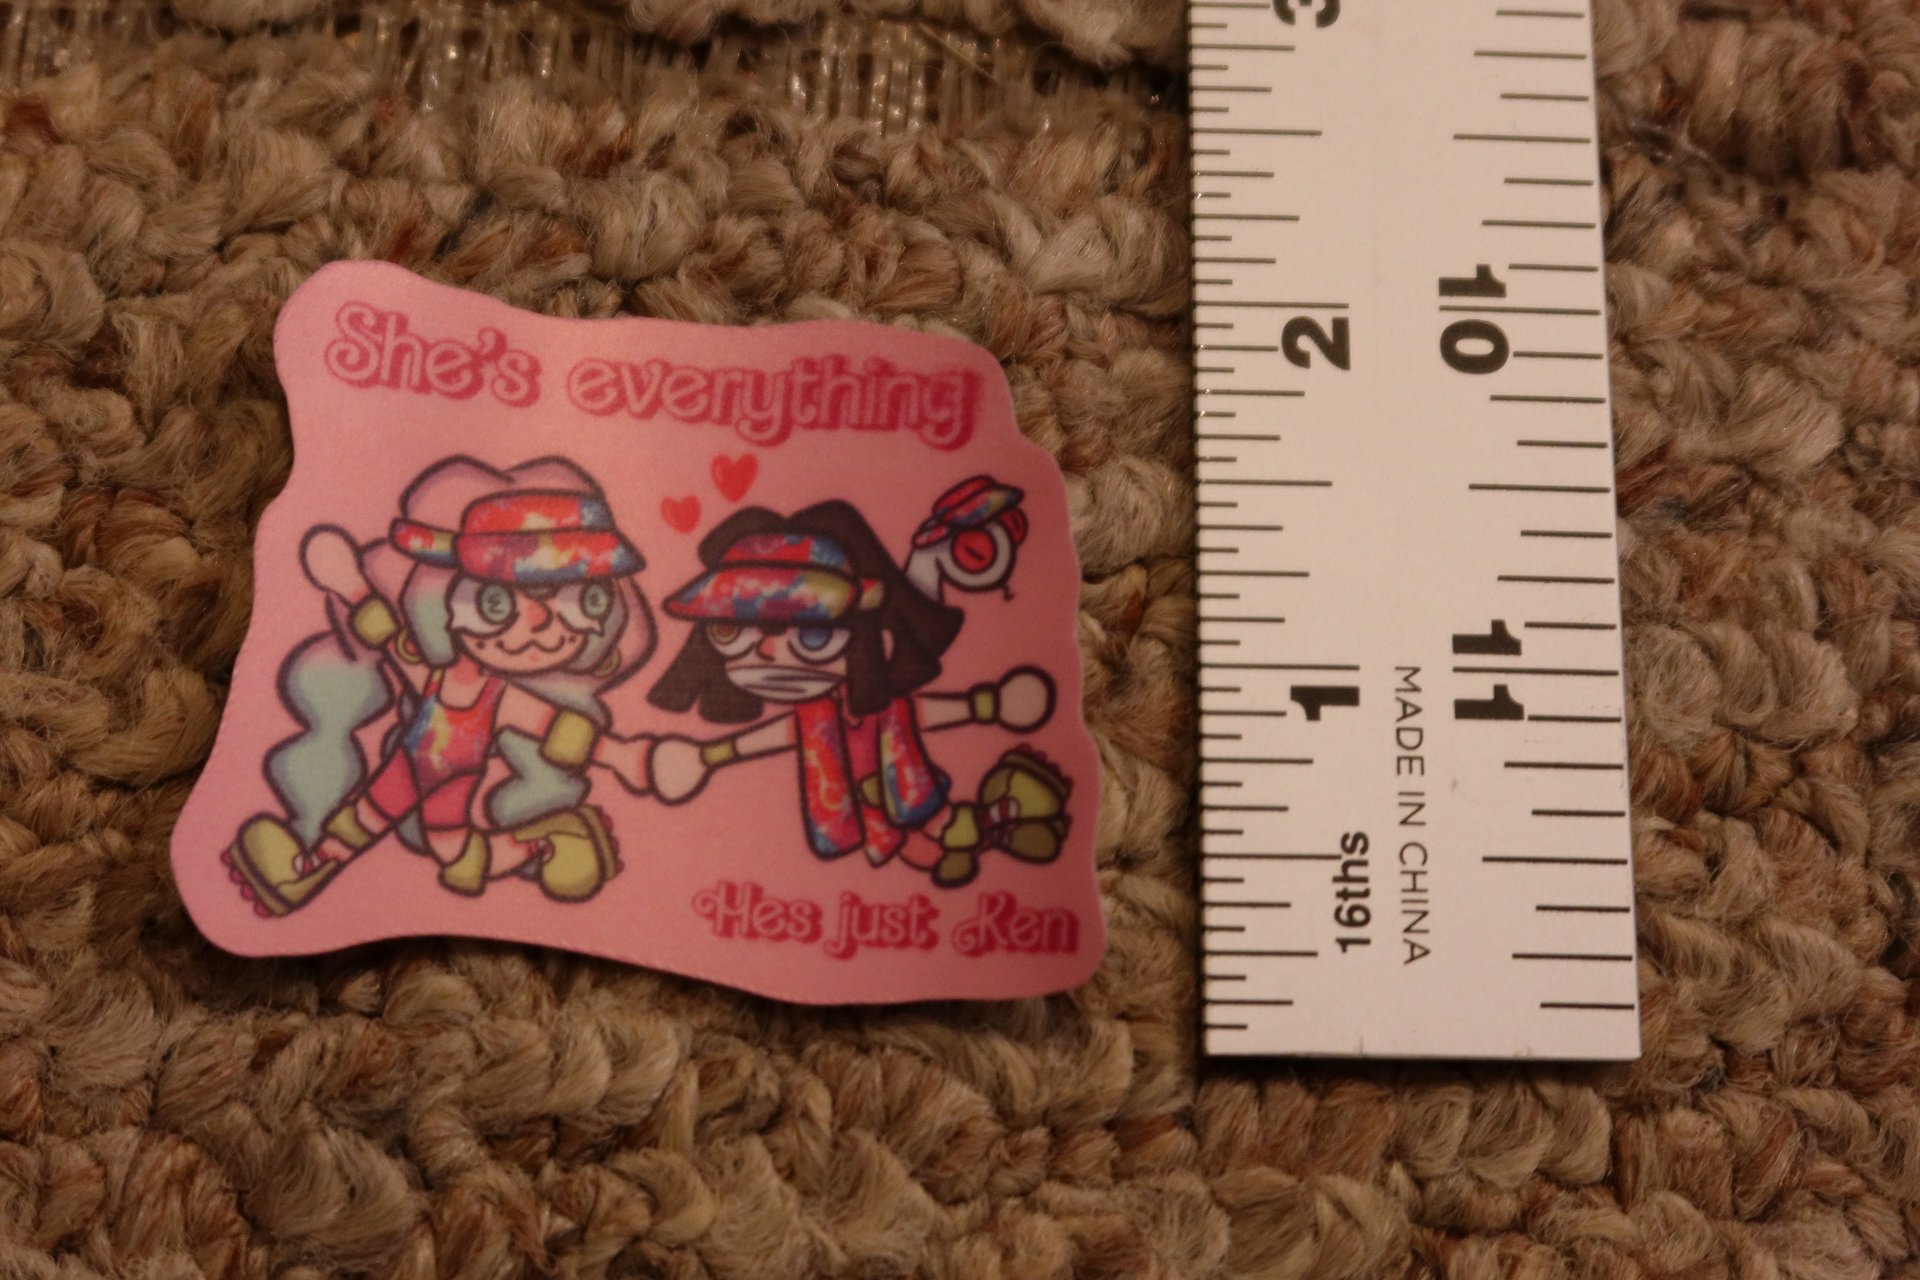 She's everything
Hes just Ken
3
2
1
16ths
MADE IN CHINA
10
11